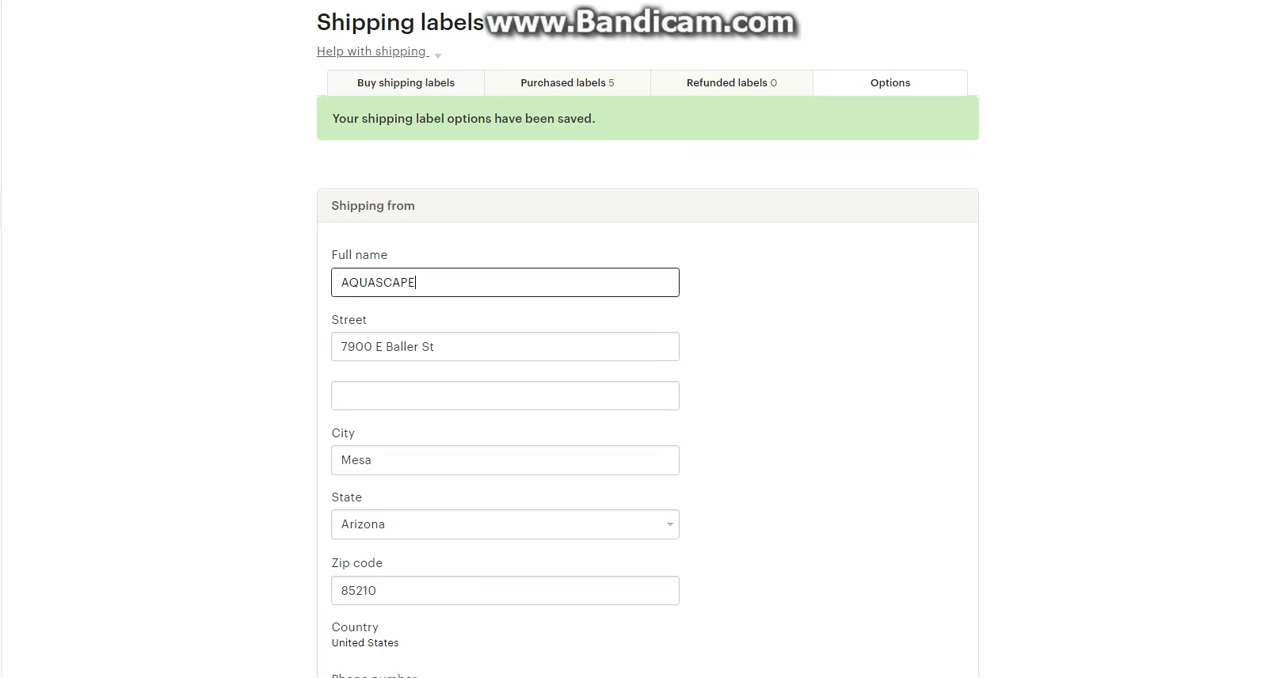 Shipping labels
www.Bandicam.com
Help with shipping
Buy shipping labels
Purchased labels 5
Refunded labels 0
Options
Your shipping label options have been saved.
Shipping from
Full name
AQUASCAPE
Street
7900 E Baller St
City
Mesa
State
Arizona
Zip code
85210
Country
United States
Phone number